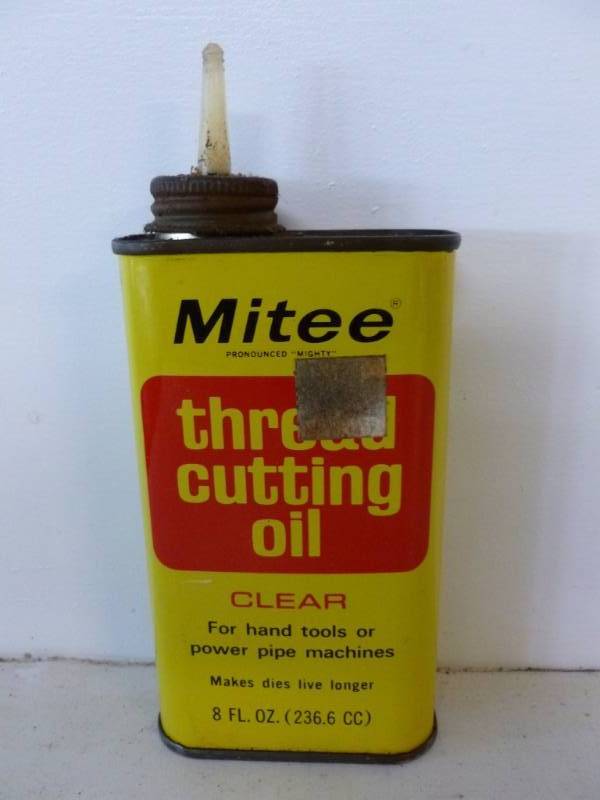 Mitee®
PRONOUNCED "MIGHTY"
thread
cutting
oil
CLEAR
For hand tools or
power pipe machines
Makes dies live longer
8 FL. OZ. (236.6 CC)